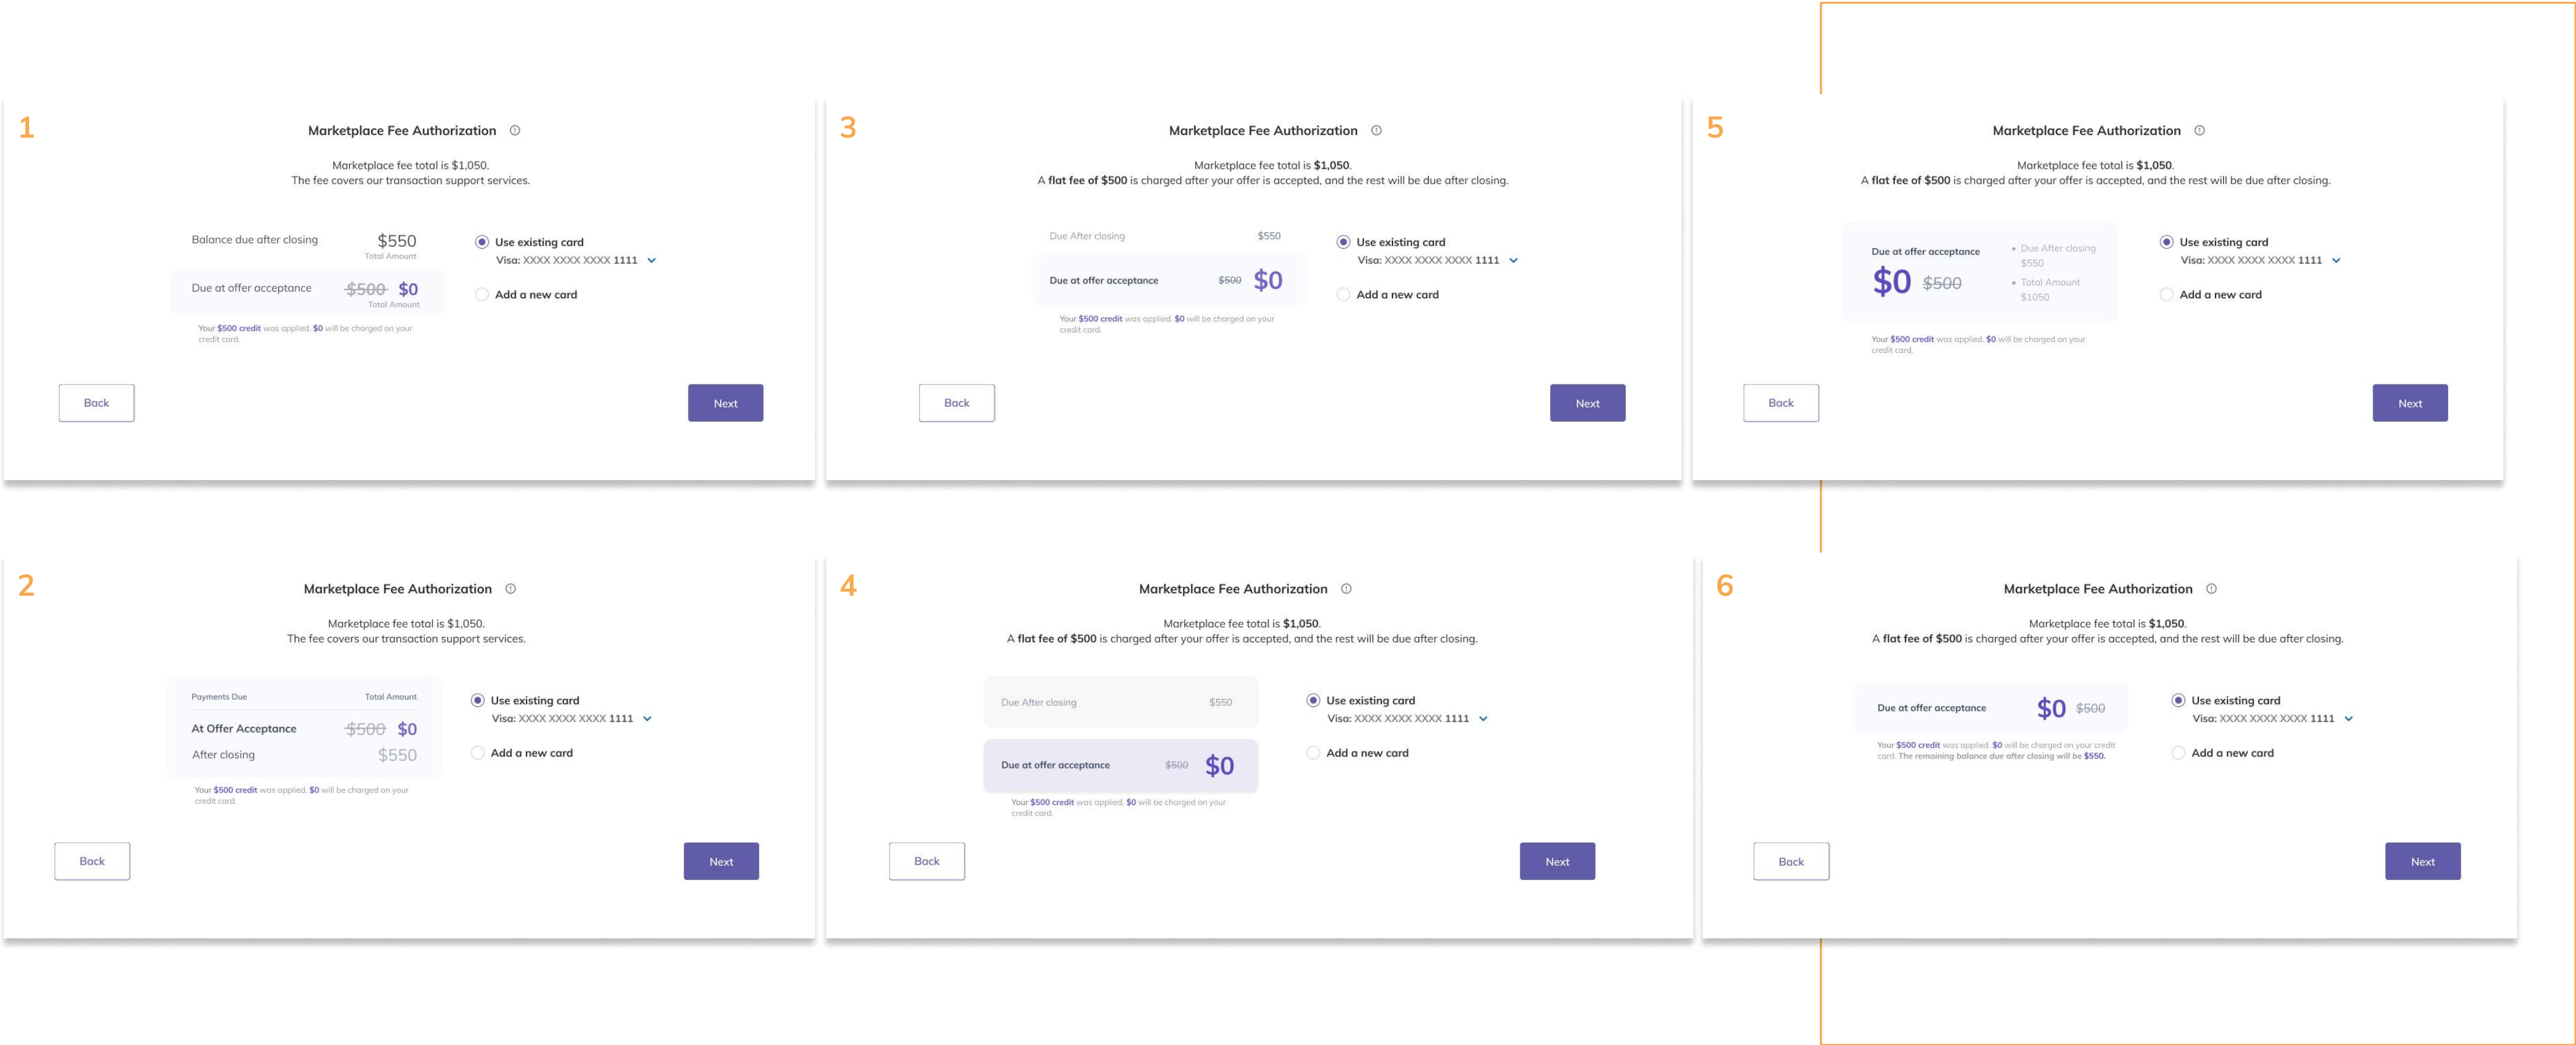 1
Marketplace Fee Authorization
Marketplace fee total is $1,050.
The fee covers our transaction support services.
Balance due after closing
$550
Total Amount
Due at offer acceptance
$500 $0
Total Amount
Your $500 credit was applied. $0 will be charged on your
credit card.
Use existing card
Visa: XXXX XXXX XXXX 1111
Add a new card
Back
Next
3
Marketplace Fee Authorization
Marketplace fee total is $1,050.
A flat fee of $500 is charged after your offer is accepted, and the rest will be due after closing.
Due After closing
$550
Due at offer acceptance
$500 $0
Your $500 credit was applied. $0 will be charged on your
credit card.
Use existing card
Visa: XXXX XXXX XXXX 1111
Add a new card
Back
Next
5
Marketplace Fee Authorization
Marketplace fee total is $1,050.
A flat fee of $500 is charged after your offer is accepted, and the rest will be due after closing.
Due at offer acceptance
$0 $500
• Due After closing
$550
• Total Amount
$1050
Your $500 credit was applied. $0 will be charged on your
credit card.
Use existing card
Visa: XXXX XXXX XXXX 1111
Add a new card
Back
Next
2
Marketplace Fee Authorization
Marketplace fee total is $1,050.
The fee covers our transaction support services.
Payments Due
Total Amount
At Offer Acceptance
$500 $0
After closing
$550
Your $500 credit was applied. $0 will be charged on your
credit card.
Use existing card
Visa: XXXX XXXX XXXX 1111
Add a new card
Back
Next
4
Marketplace Fee Authorization
Marketplace fee total is $1,050.
A flat fee of $500 is charged after your offer is accepted, and the rest will be due after closing.
Due After closing
$550
Due at offer acceptance
$500 $0
Your $500 credit was applied. $0 will be charged on your
credit card.
Use existing card
Visa: XXXX XXXX XXXX 1111
Add a new card
Back
Next
6
Marketplace Fee Authorization
Marketplace fee total is $1,050.
A flat fee of $500 is charged after your offer is accepted, and the rest will be due after closing.
Due at offer acceptance
$0 $500
Your $500 credit was applied. $0 will be charged on your credit
card. The remaining balance due after closing will be $550.
Use existing card
Visa: XXXX XXXX XXXX 1111
Add a new card
Back
Next